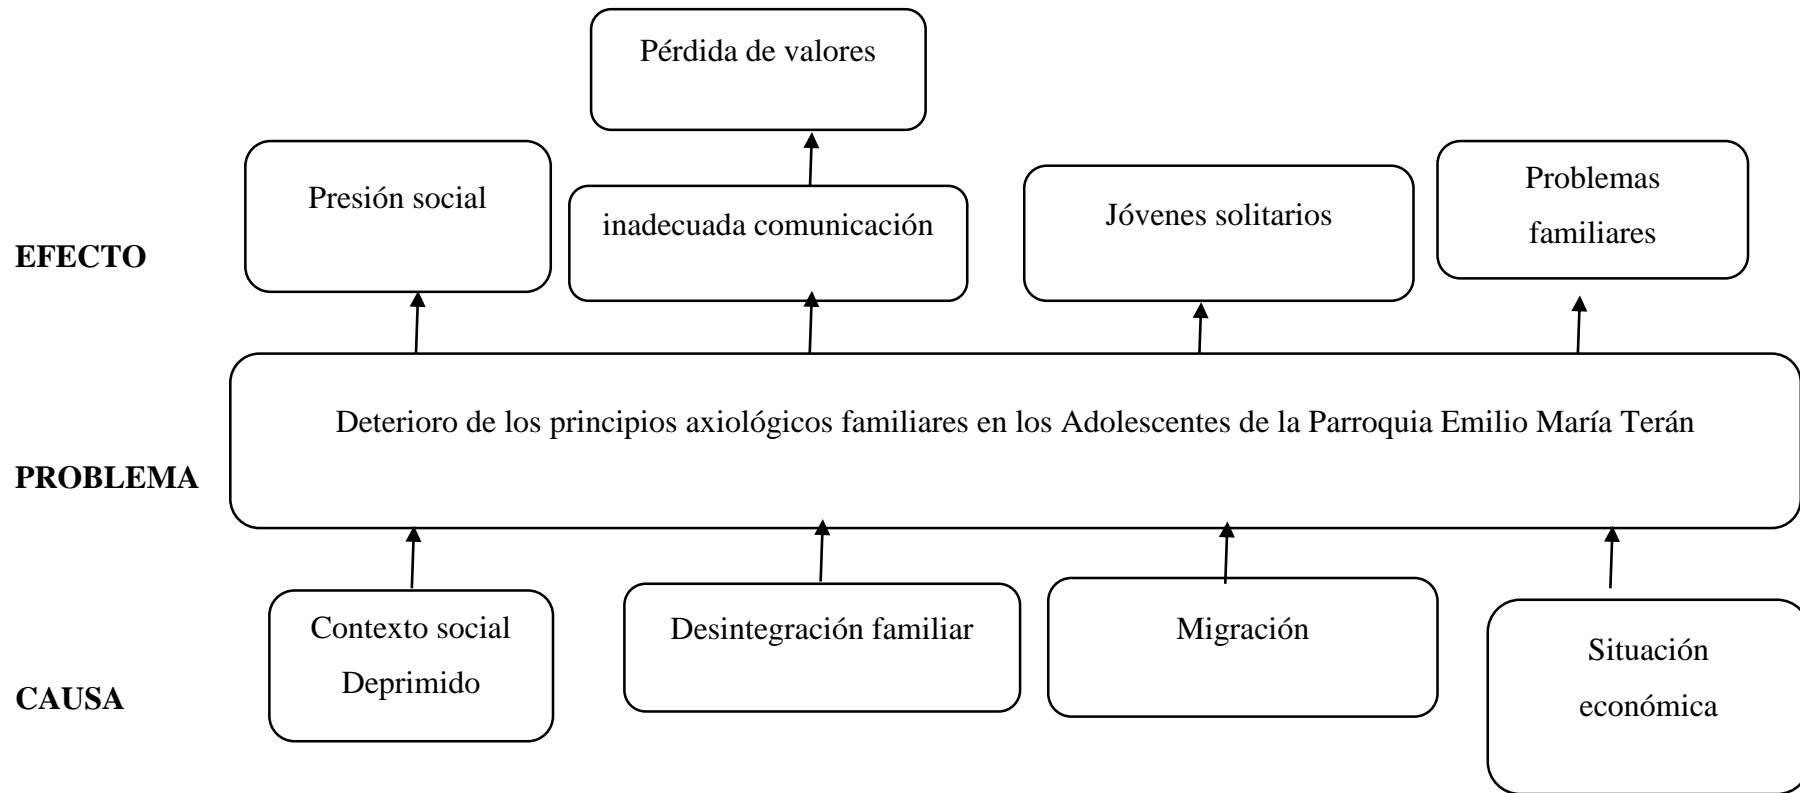 Pérdida de valores
Presión social
inadecuada comunicación
Jóvenes solitarios
Problemas
familiares
EFECTO
Deterioro de los principios axiológicos familiares en los Adolescentes de la Parroquia Emilio María Terán
PROBLEMA
Contexto social
Deprimido
Desintegración familiar
Migración
Situación
económica
CAUSA